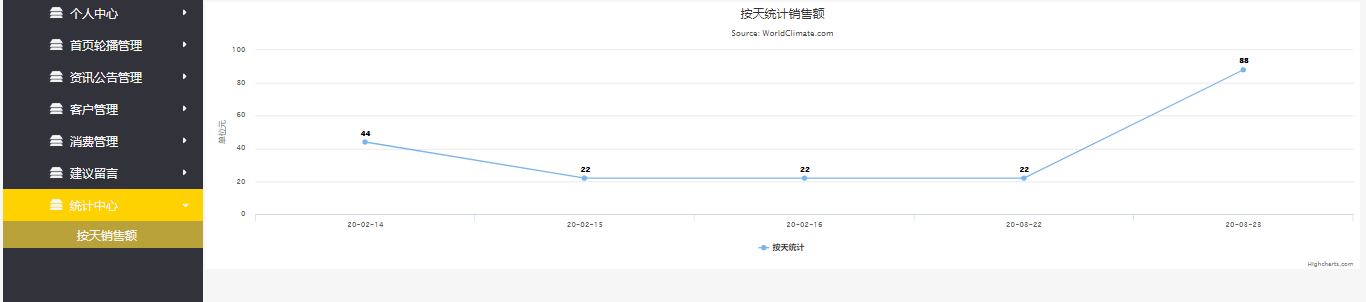 个人中心
首页轮播管理
资讯公告管理
客户管理
消费管理
建议留言
统计中心
按天销售额
按天统计销售额
Source: WorldClimate.com
单位元
100
80
60
40
20
0
44
22
22
22
88
20-02-14
20-02-15
20-02-16
20-08-22
20-08-28
按天统计
Highcharts.com